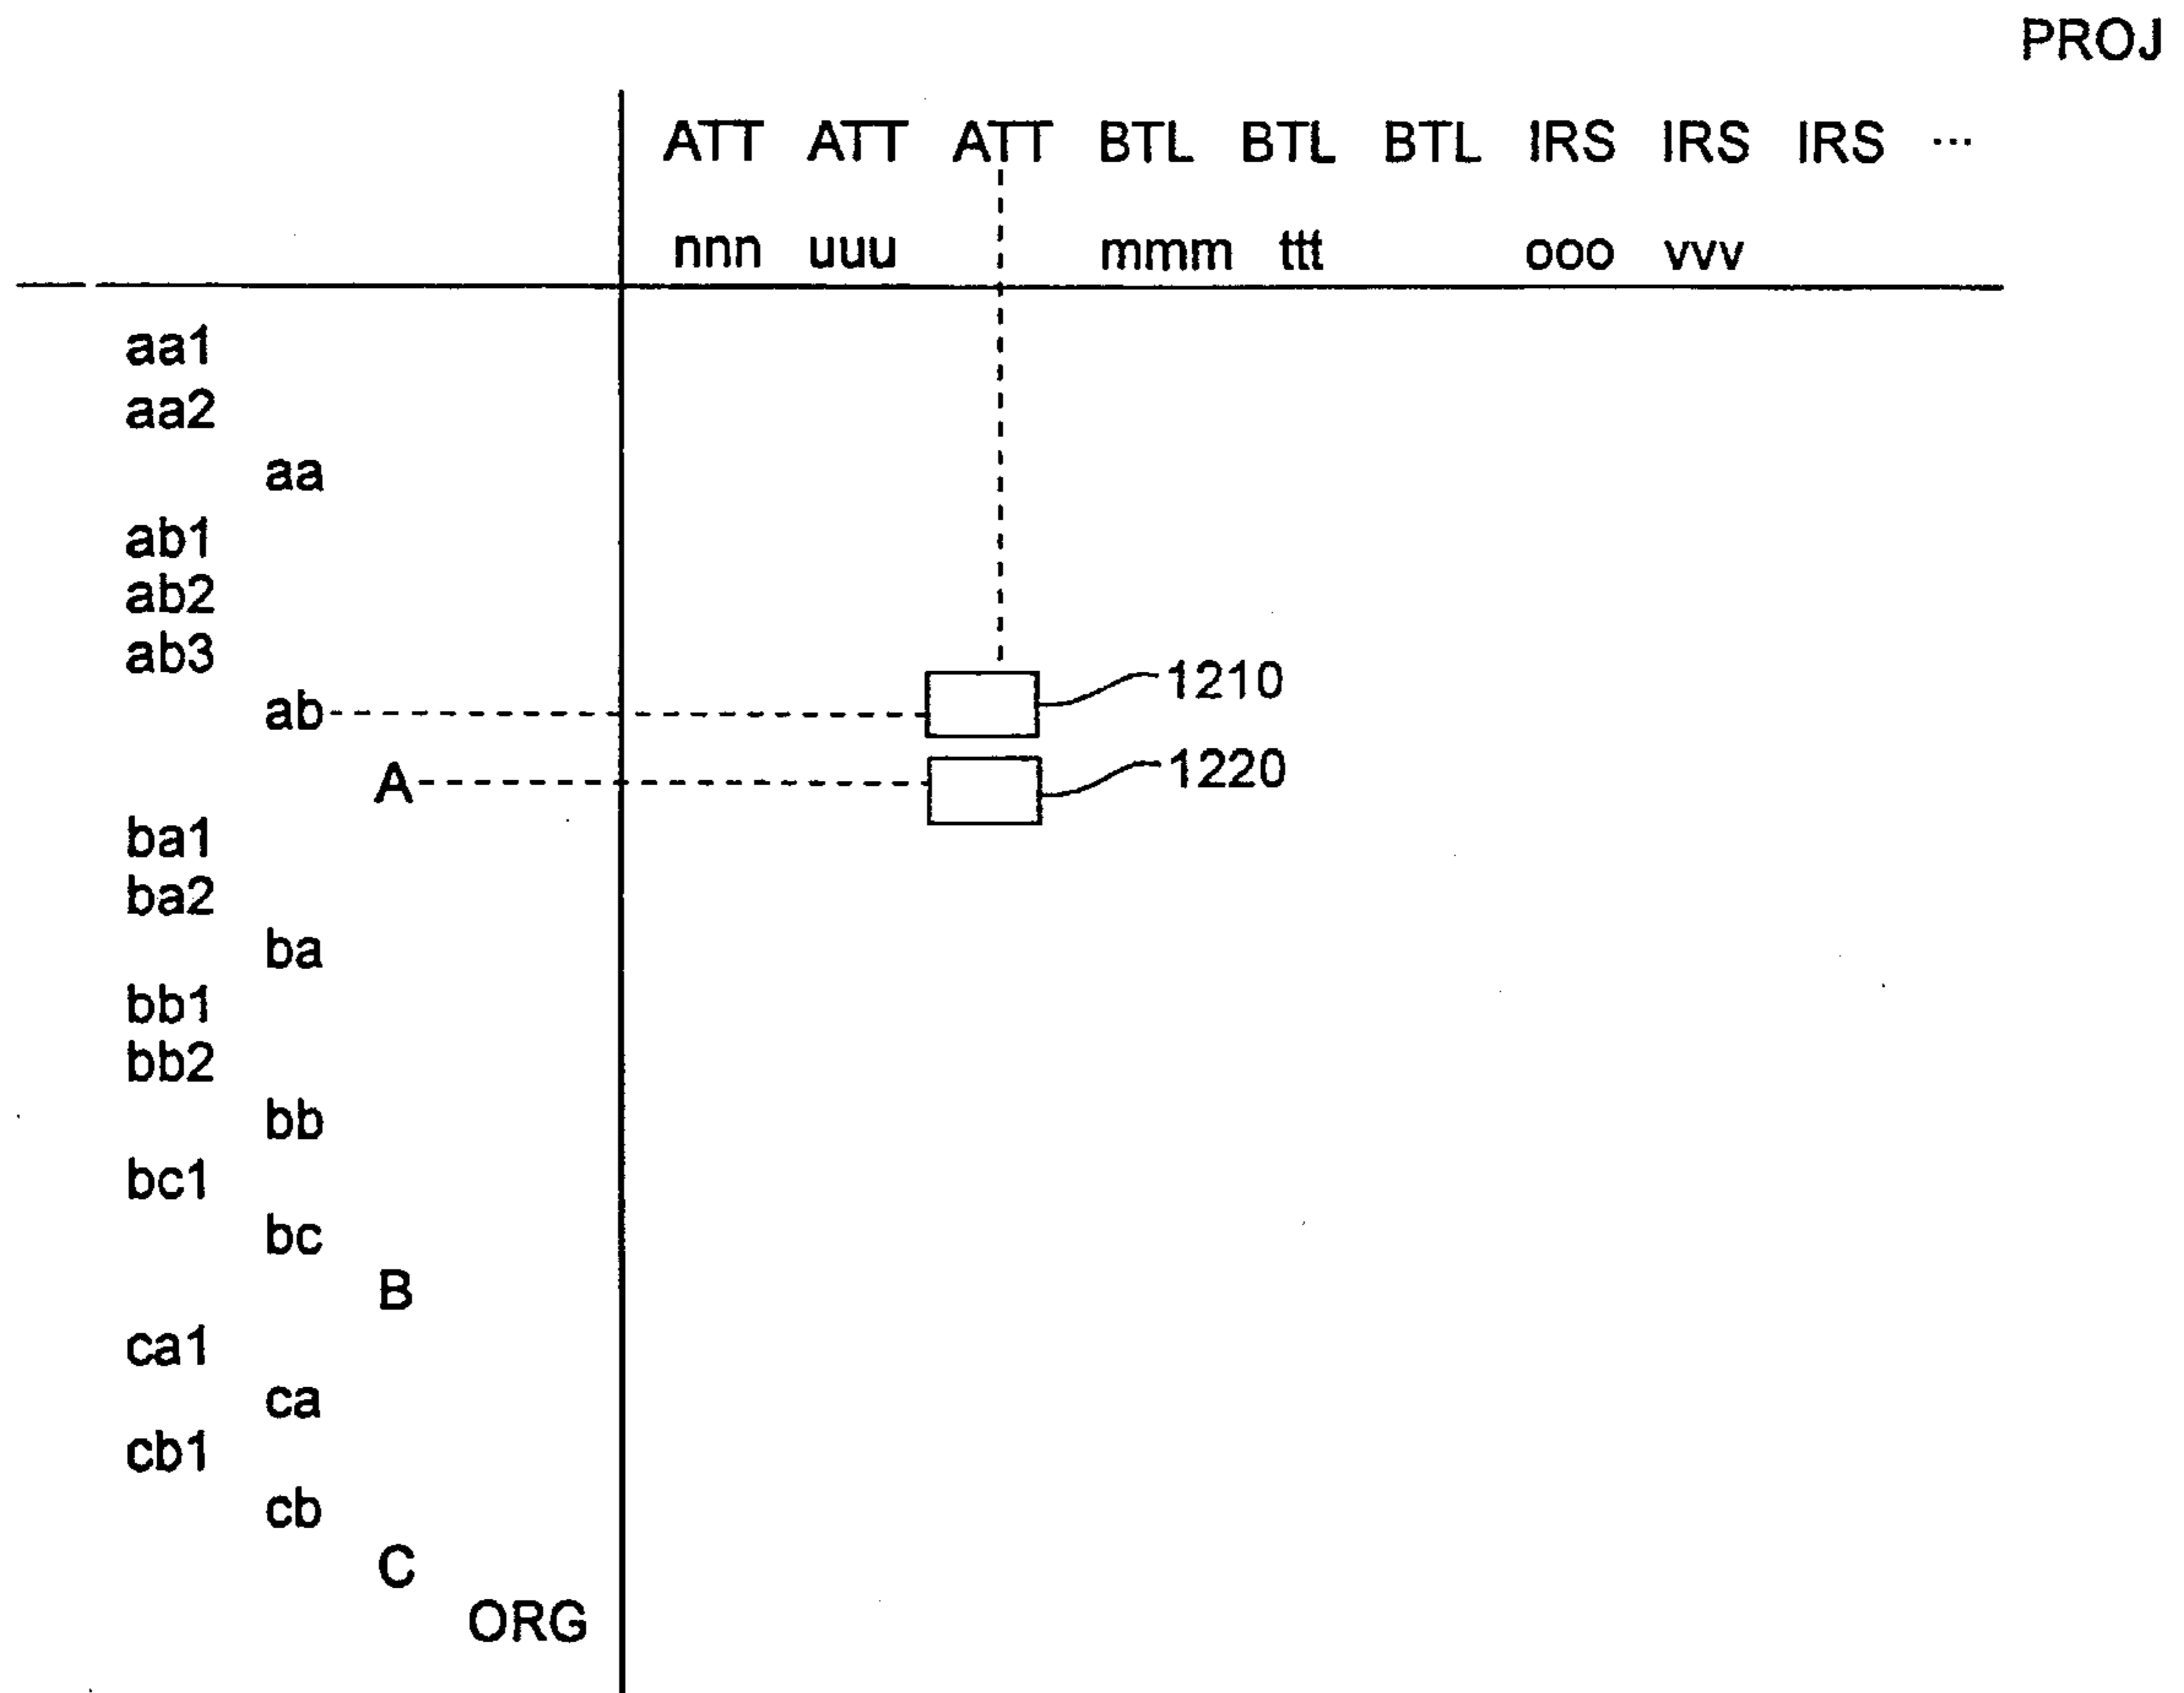 PROJ
ATT ATT ATT BTL BTL BTL IRS IRS IRS ...
nnn uuu mmm ttt ooo vvv
aa1
aa2
aa
ab1
ab2
ab3
1210
ab
1220
A
ba1
ba2
ba
bb1
bb2
bb
bc1
bc
B
ca1
ca
cb1
cb
C
ORG